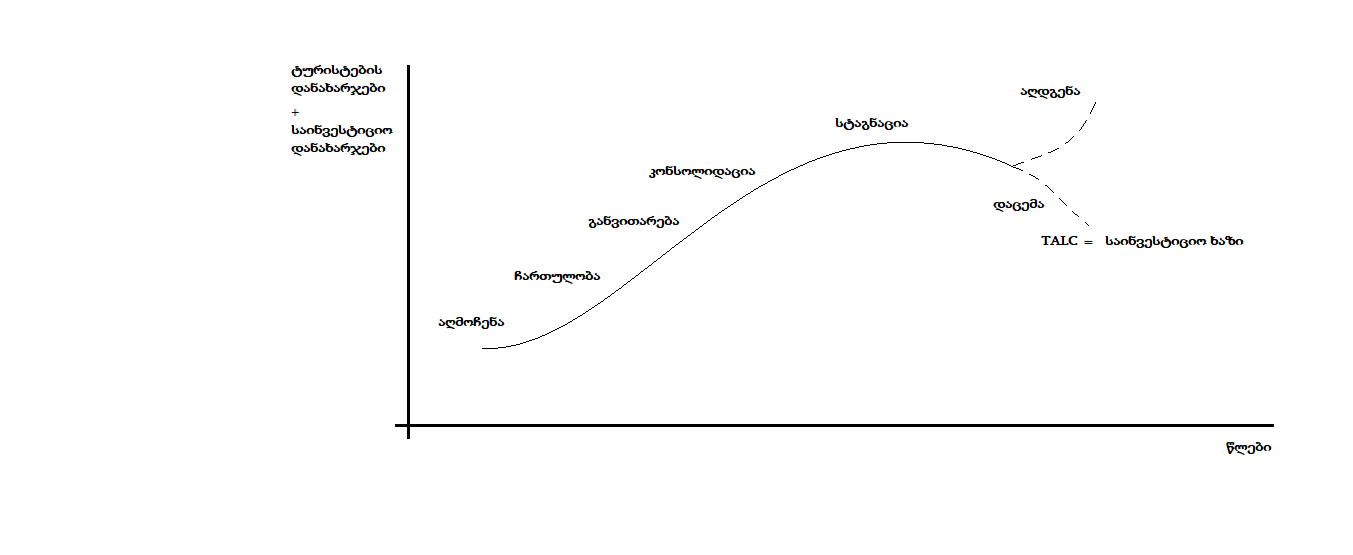 ტურისტების
დანახარჯები
+
საინვესტიციო
დანახარჯები
აღდგენა
სტაგნაცია
კონსოლიდაცია
დაცემა
განვითარება
TALC = საინვესტიციო ხაზი
ჩართულობა
აღმოჩენა
წლები